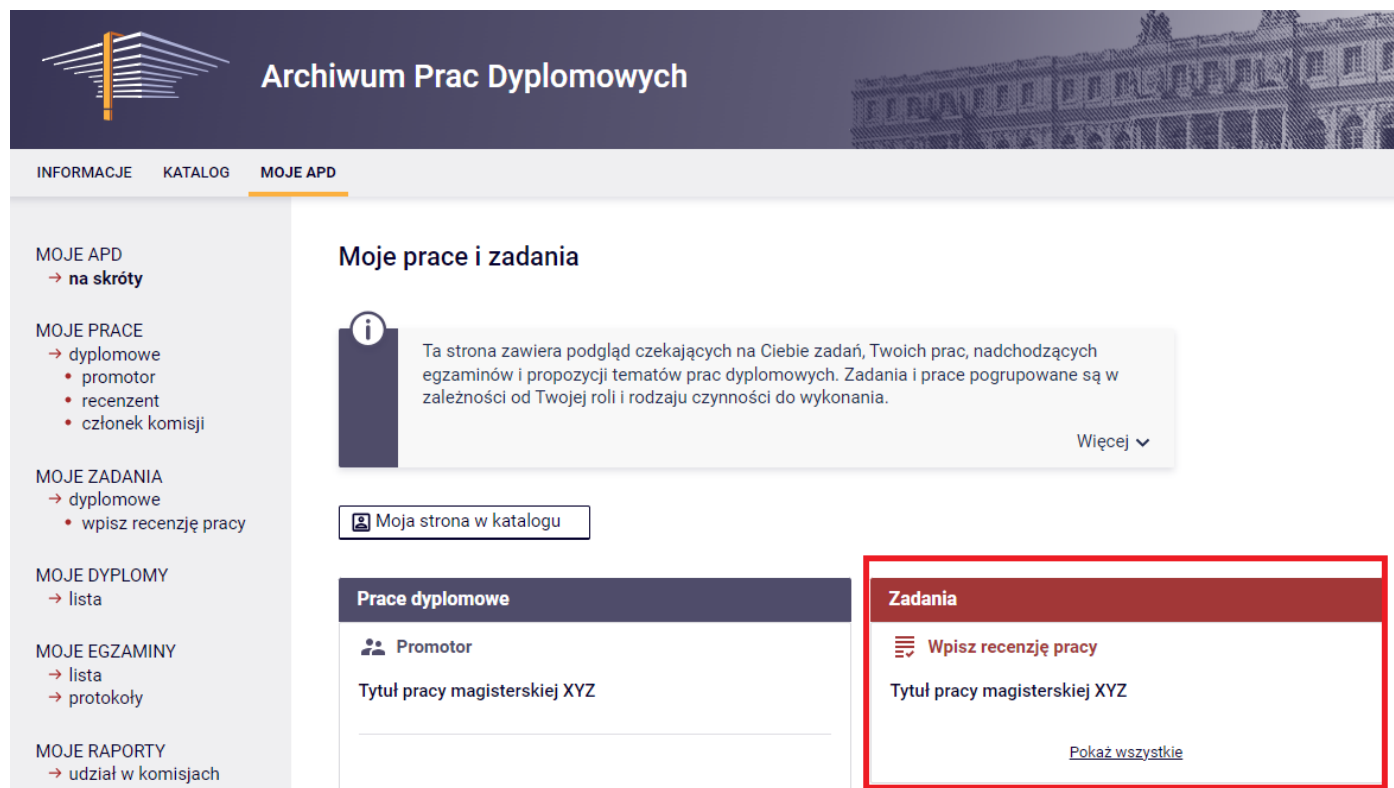 Archiwum Prac Dyplomowych
INFORMACJE KATALOG MOJE APD
MOJE APD
→ na skróty
MOJE PRACE
→ dyplomowe
• promotor
• recenzent
• członek komisji
MOJE ZADANIA
→ dyplomowe
• wpisz recenzję pracy
MOJE DYPLOMY
→ lista
MOJE EGZAMINY
→ lista
→ protokoły
MOJE RAPORTY
→ udział w komisjach
Moje prace i zadania
Ta strona zawiera podgląd czekających na Ciebie zadań, Twoich prac, nadchodzących
egzaminów i propozycji tematów prac dyplomowych. Zadania i prace pogrupowane są w
zależności od Twojej roli i rodzaju czynności do wykonania.
Więcej
Moja strona w katalogu
Prace dyplomowe
Promotor
Tytuł pracy magisterskiej XYZ
Zadania
Wpisz recenzję pracy
Tytuł pracy magisterskiej XYZ
Pokaż wszystkie